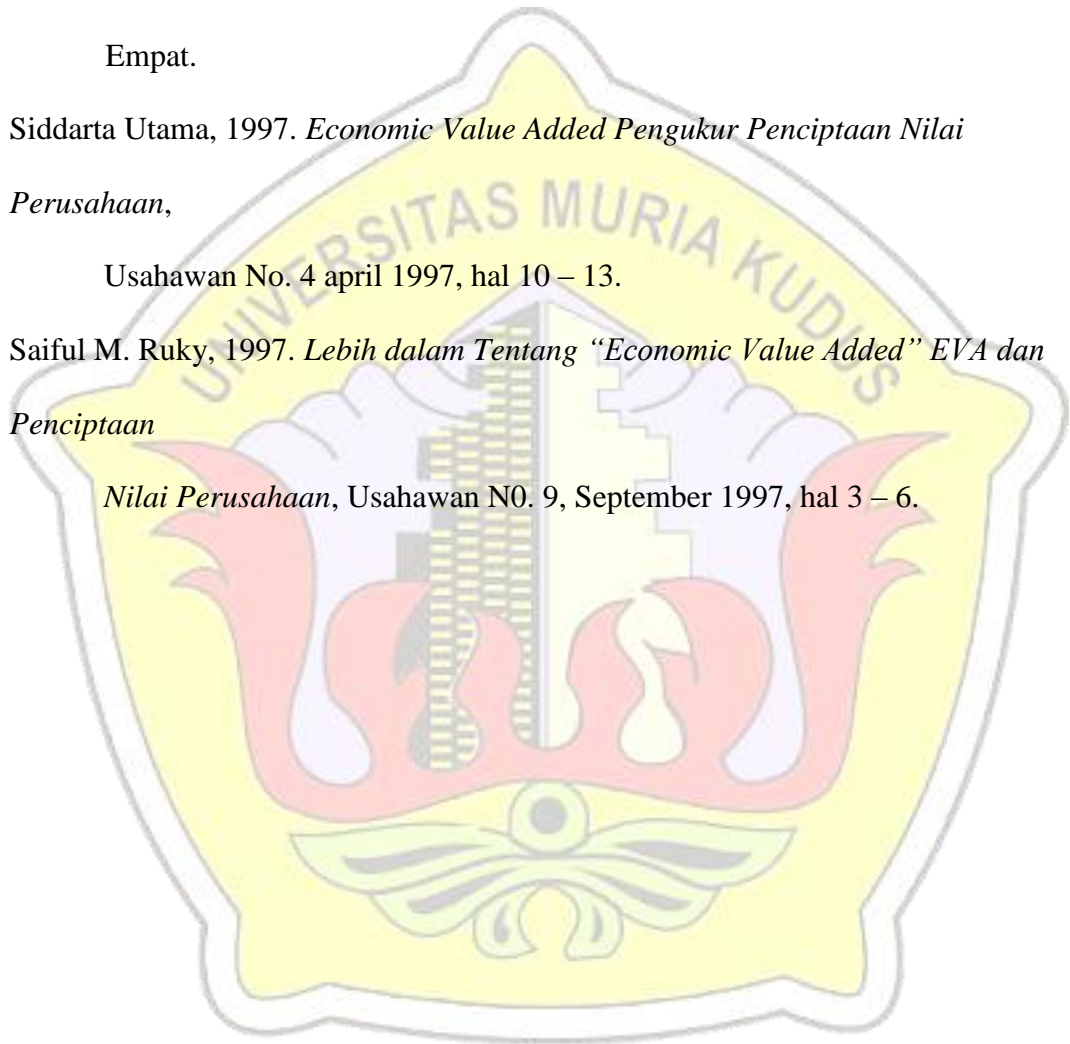 Empat.
Siddarta Utama, 1997. Economic Value Added Pengukur Penciptaan Nilai
Perusahaan,
UNIVERSITAS MURIA KUDUS
Usahawan No. 4 april 1997, hal 10 – 13.
Saiful M. Ruky, 1997. Lebih dalam Tentang “Economic Value Added” EVA dan
Penciptaan
Nilai Perusahaan, Usahawan N0. 9, September 1997, hal 3 – 6.